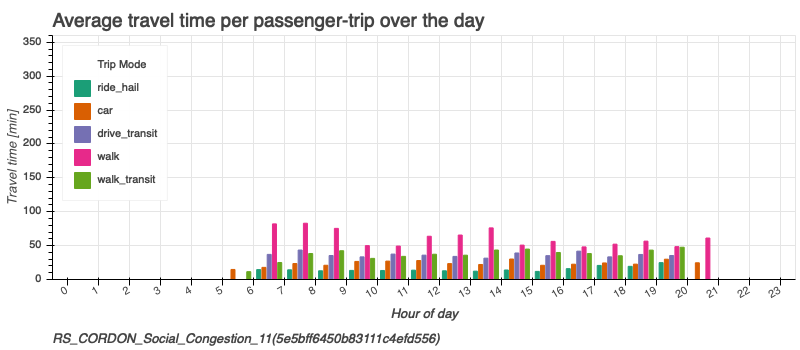 Average travel time per passenger-trip over the day
Travel time [min]
350
300
250
200
150
100
50
0
Trip Mode
ride_hail
car
drive_transit
walk
walk_transit
0 1 2 3 4 5 6 7 8 9 10 11 12 13 14 15 16 17 18 19 20 21 22 23
Hour of day
RS_CORDON_Social_Congestion_11(5e5bff6450b83111c4efd556)